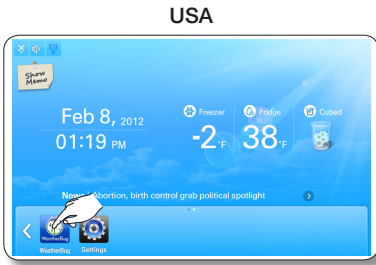 USA
Show
Memo
Feb 8, 2012
01:19 PM
Freezer
-2°F
Fridge
38°F
Cubed
News | Abortion, birth control grab political spotlight
WeatherBug
WeatherBug
Settings